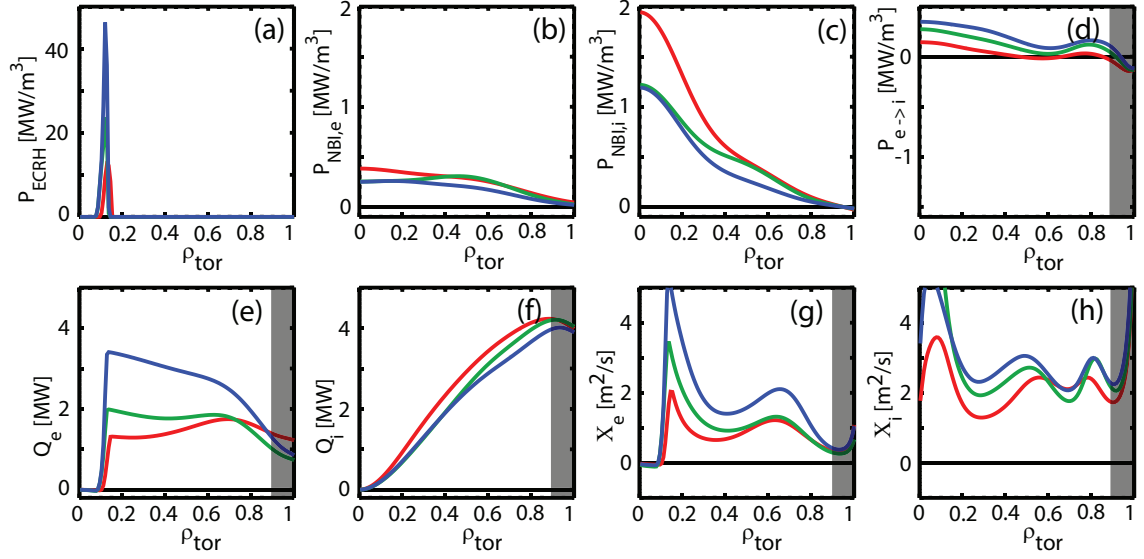 (a)
P_ECRH [MW/m³]
40
20
0
0 0.2 0.4 0.6 0.8 1
ρ_tor
(b)
P_NBI,e [MW/m³]
2
1
0
0 0.2 0.4 0.6 0.8 1
ρ_tor
(c)
P_NBI,i [MW/m³]
2
1
0
0 0.2 0.4 0.6 0.8 1
ρ_tor
(d)
P_e->i [MW/m³]
0
-1
0 0.2 0.4 0.6 0.8 1
ρ_tor
(e)
Q_e [MW]
4
2
0
0 0.2 0.4 0.6 0.8 1
ρ_tor
(f)
Q_i [MW]
4
2
0
0 0.2 0.4 0.6 0.8 1
ρ_tor
(g)
X_e [m²/s]
4
2
0
0 0.2 0.4 0.6 0.8 1
ρ_tor
(h)
X_i [m²/s]
4
2
0
0 0.2 0.4 0.6 0.8 1
ρ_tor